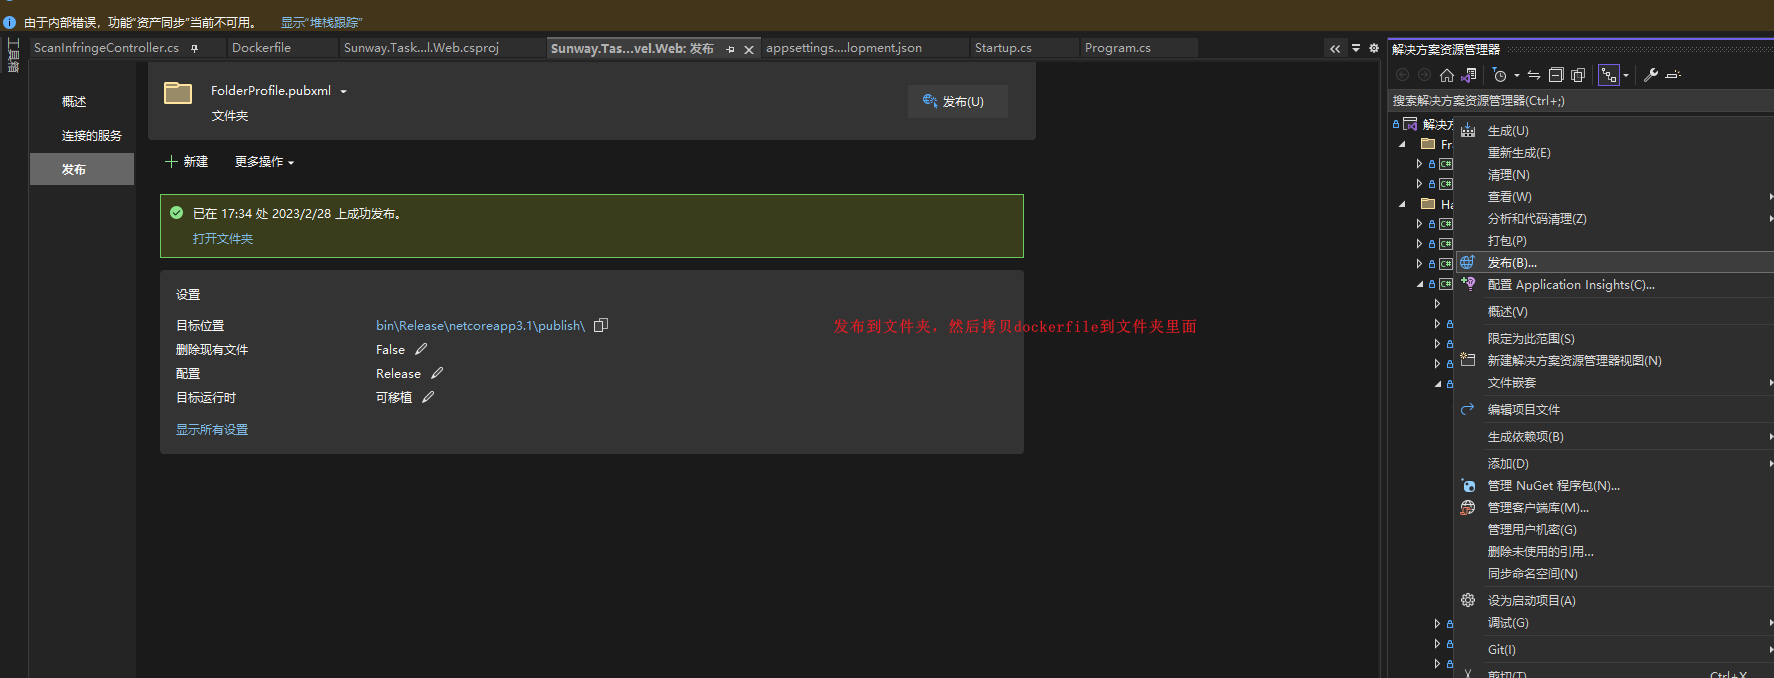 由于内部错误，功能“资产同步”当前不可用。 显示“堆栈跟踪”
工具箱
ScanInfringeController.cs Dockerfile Sunway.Task...l.Web.csproj Sunway.Tas...vel.Web: 发布 appsettings....lopment.json Startup.cs Program.cs
概述
连接的服务
发布
FolderProfile.pubxml
文件夹
发布(U)
新建 更多操作
已在 17:34 处 2023/2/28 上成功发布。
打开文件夹
设置
目标位置 bin\Release\netcoreapp3.1\publish\
删除现有文件 False
配置 Release
目标运行时 可移植
显示所有设置
发布到文件夹，然后拷贝dockerfile到文件夹里面
解决方案资源管理器
搜索解决方案资源管理器(Ctrl+;)
解决方
Fr
C#
C#
Ha
C#
C#
C#
C#
生成(U)
重新生成(E)
清理(N)
查看(W)
分析和代码清理(Z)
打包(P)
发布(B)...
配置 Application Insights(C)...
概述(V)
限定为此范围(S)
新建解决方案资源管理器视图(N)
文件嵌套
编辑项目文件
生成依赖项(B)
添加(D)
管理 NuGet 程序包(N)...
管理客户端库(M)...
管理用户机密(G)
删除未使用的引用...
同步命名空间(N)
设为启动项目(A)
调试(G)
Git(I)
剪切(T) Ctrl+X